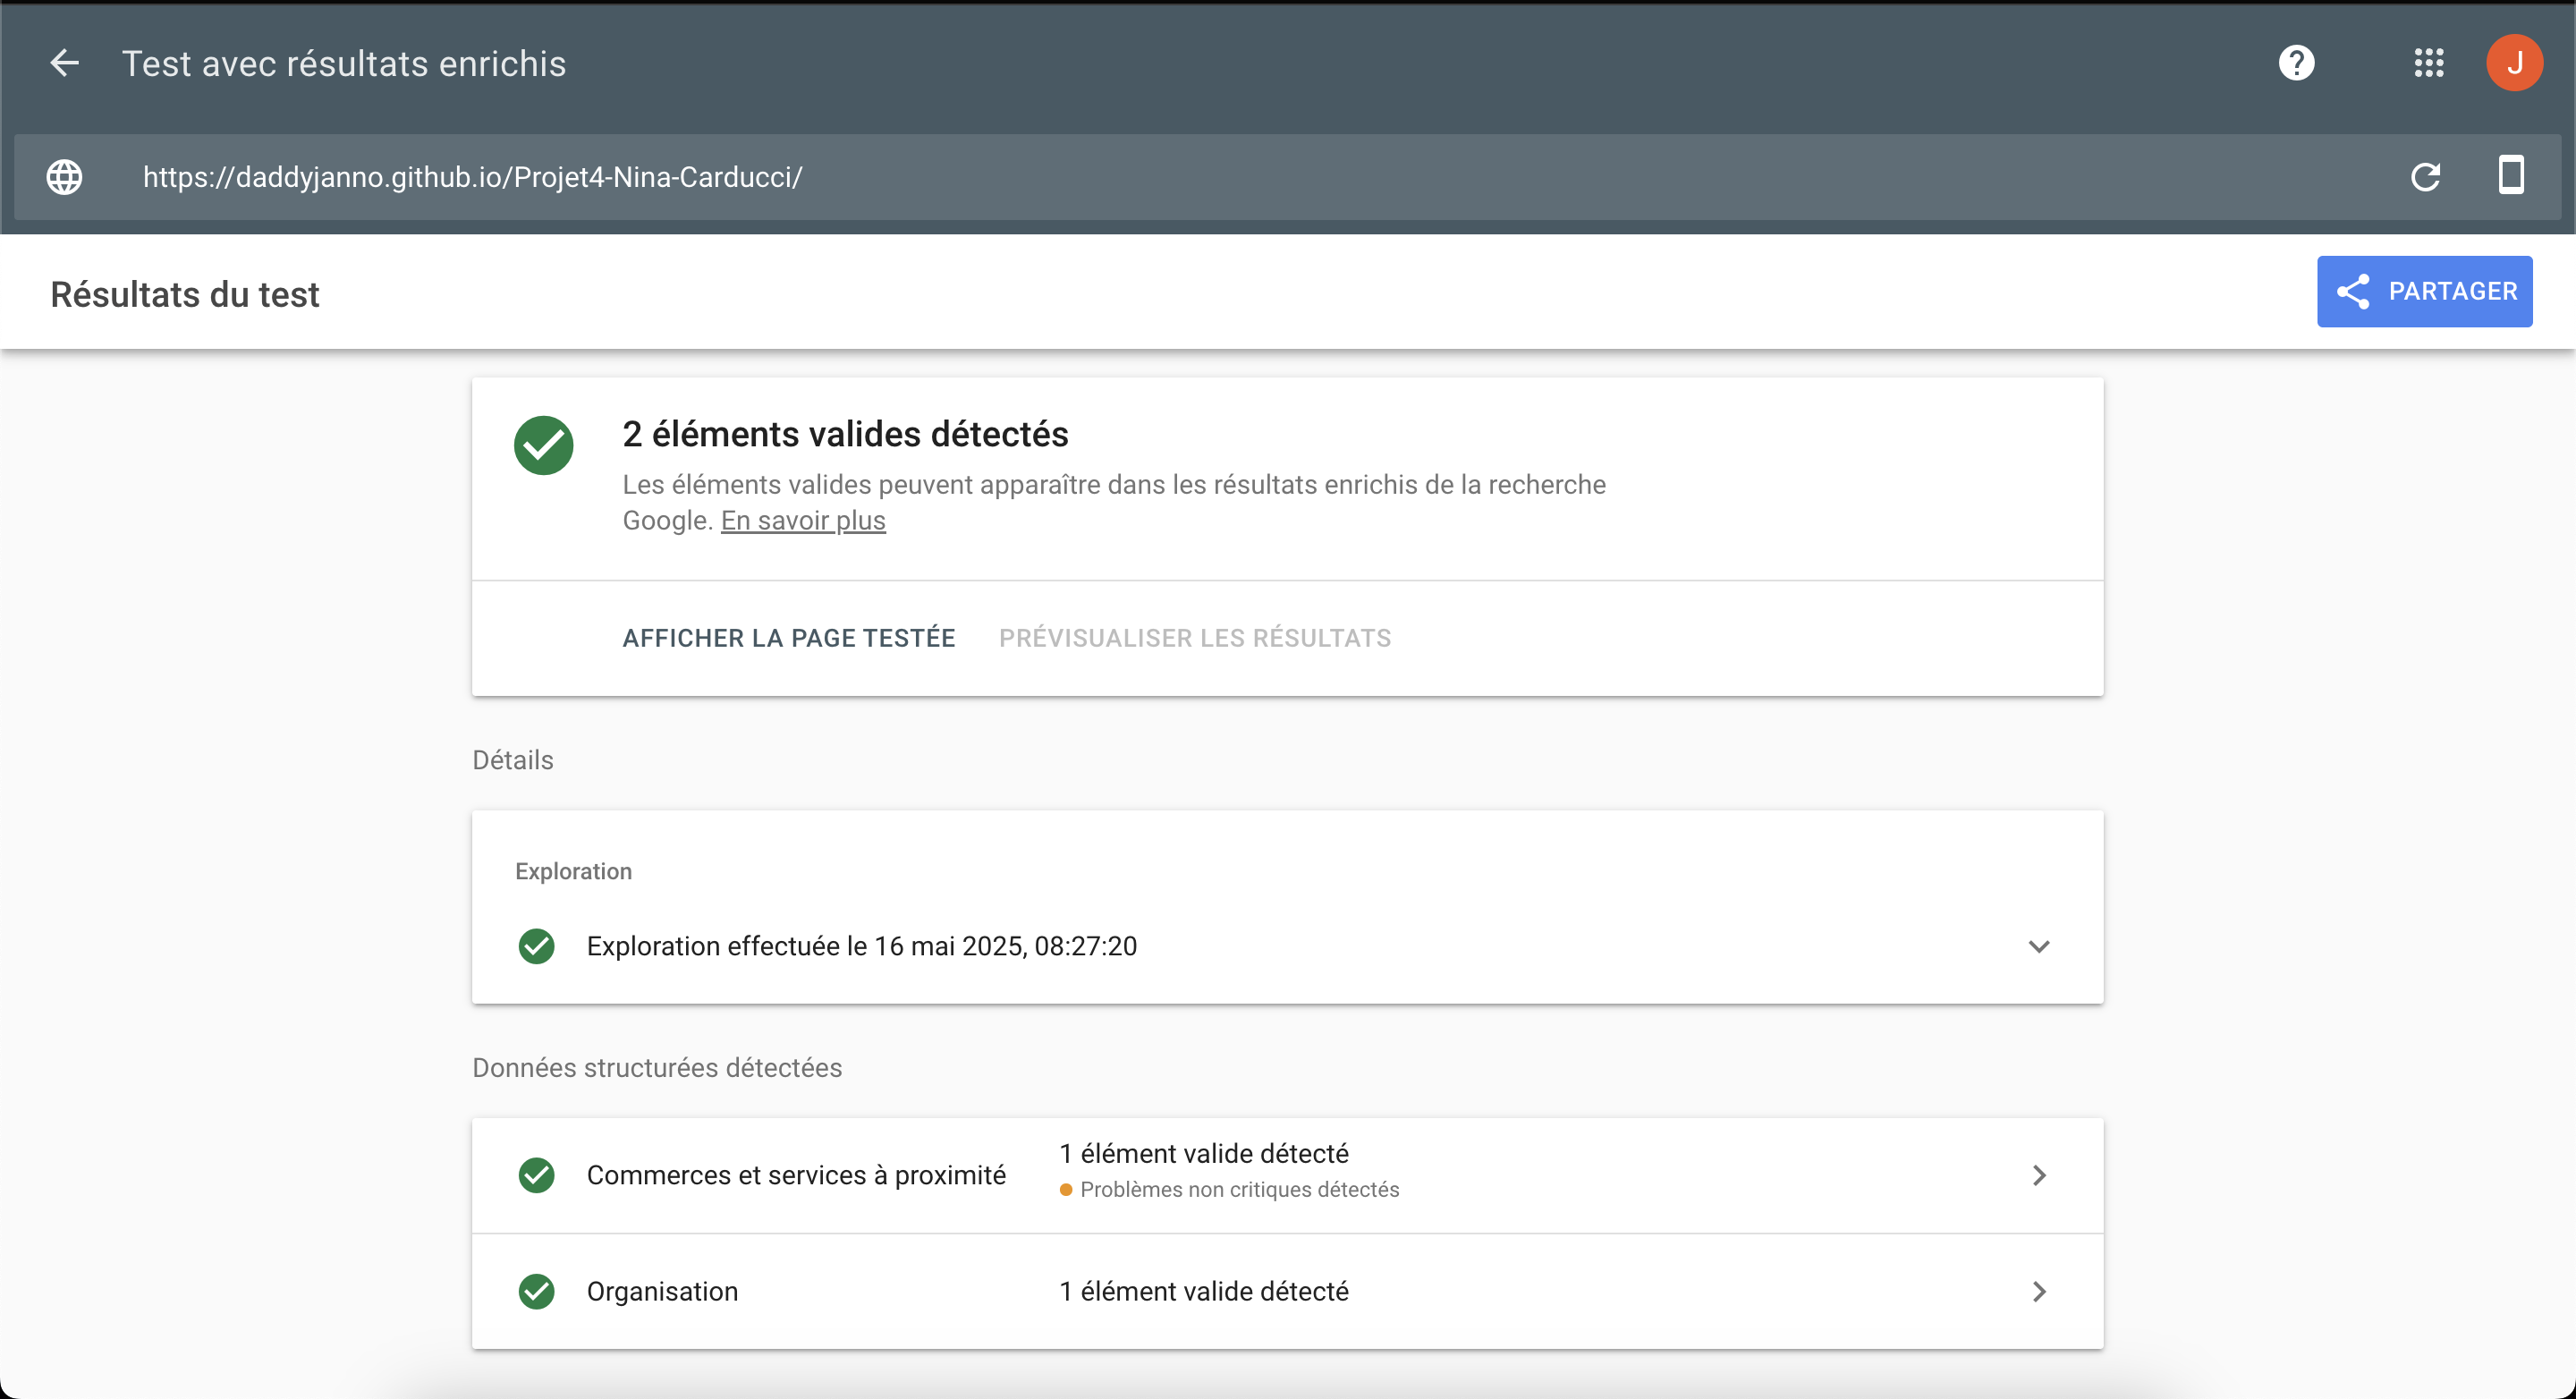 Test avec résultats enrichis
?
J
https://daddyjanno.github.io/Projet4-Nina-Carducci/
Résultats du test
PARTAGER
2 éléments valides détectés
Les éléments valides peuvent apparaître dans les résultats enrichis de la recherche
Google. En savoir plus
AFFICHER LA PAGE TESTÉE PRÉVISUALISER LES RÉSULTATS
Détails
Exploration
Exploration effectuée le 16 mai 2025, 08:27:20
Données structurées détectées
Commerces et services à proximité
1 élément valide détecté
Problèmes non critiques détectés
Organisation
1 élément valide détecté